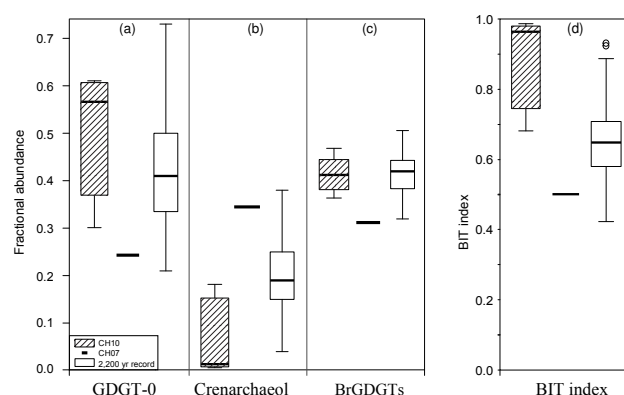 (a)
(b)
(c)
Fractional abundance
0.7
0.6
0.5
0.4
0.3
0.2
0.1
0.0
CH10
CH07
2,200 yr record
GDGT-0
Crenarchaeol
BrGDGTs
(d)
BIT index
1.0
0.8
0.6
0.4
0.2
0.0
BIT index